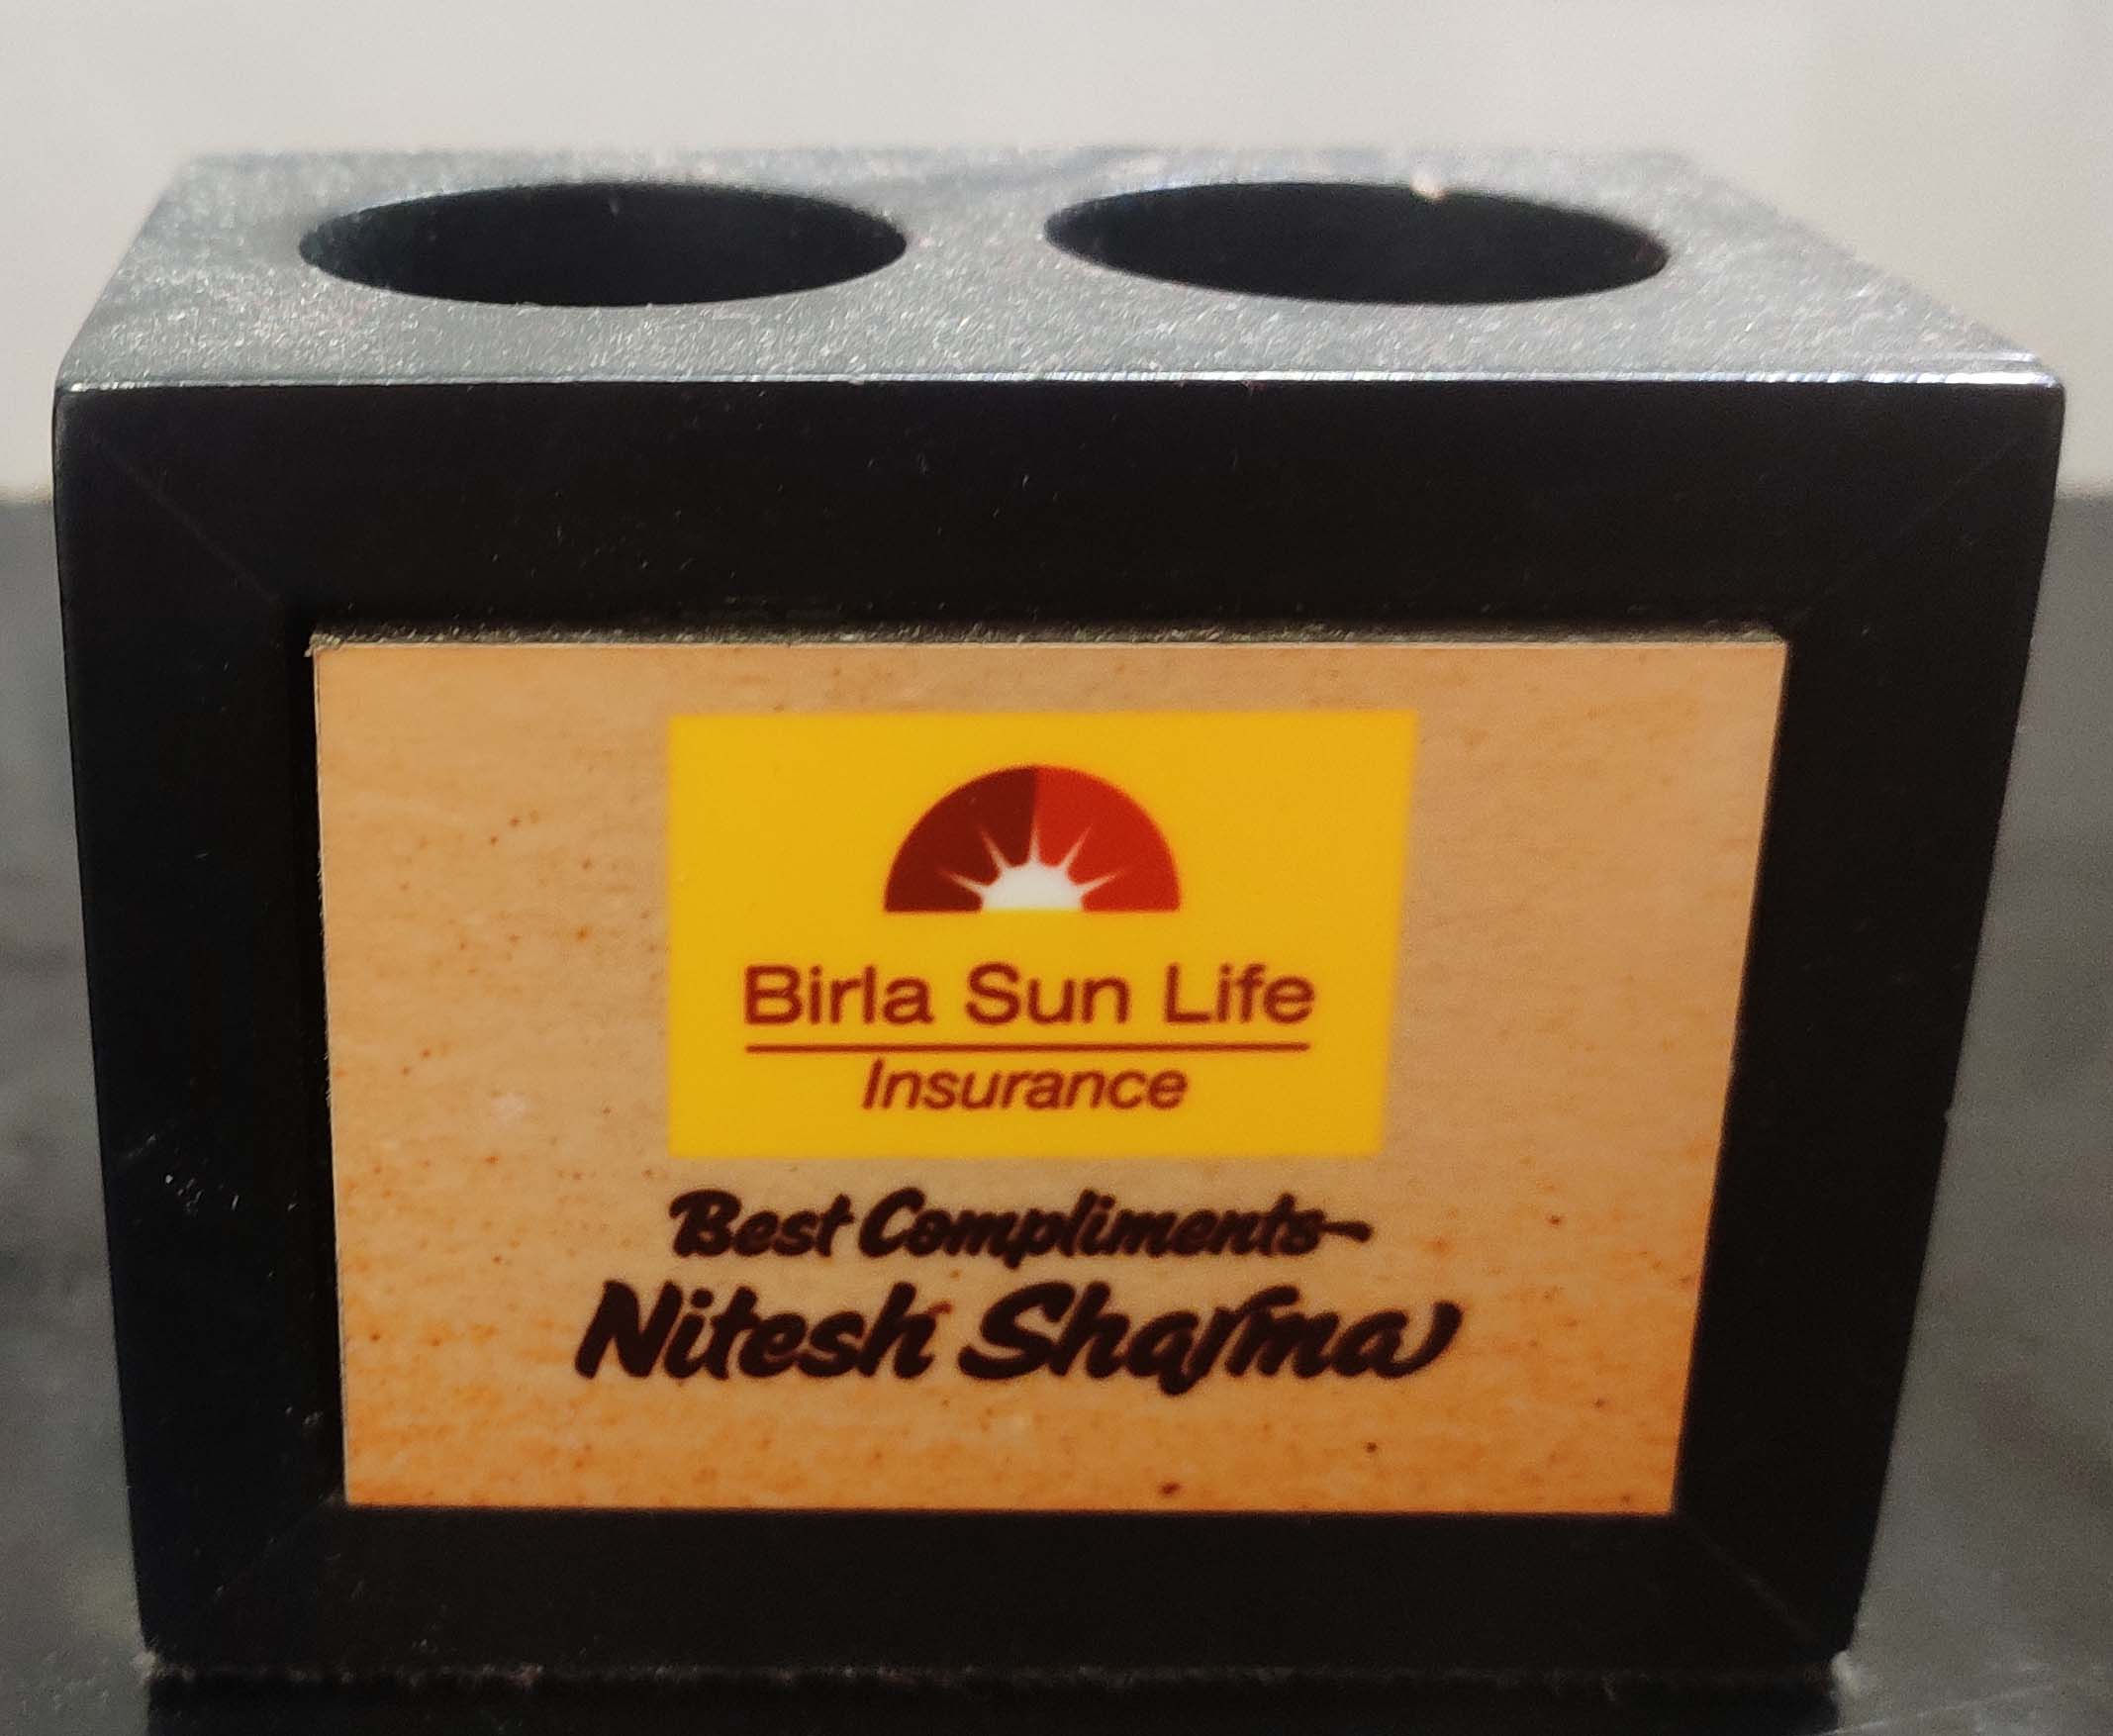 Birla Sun Life
Insurance
Best Compliments
Nitesh Sharma